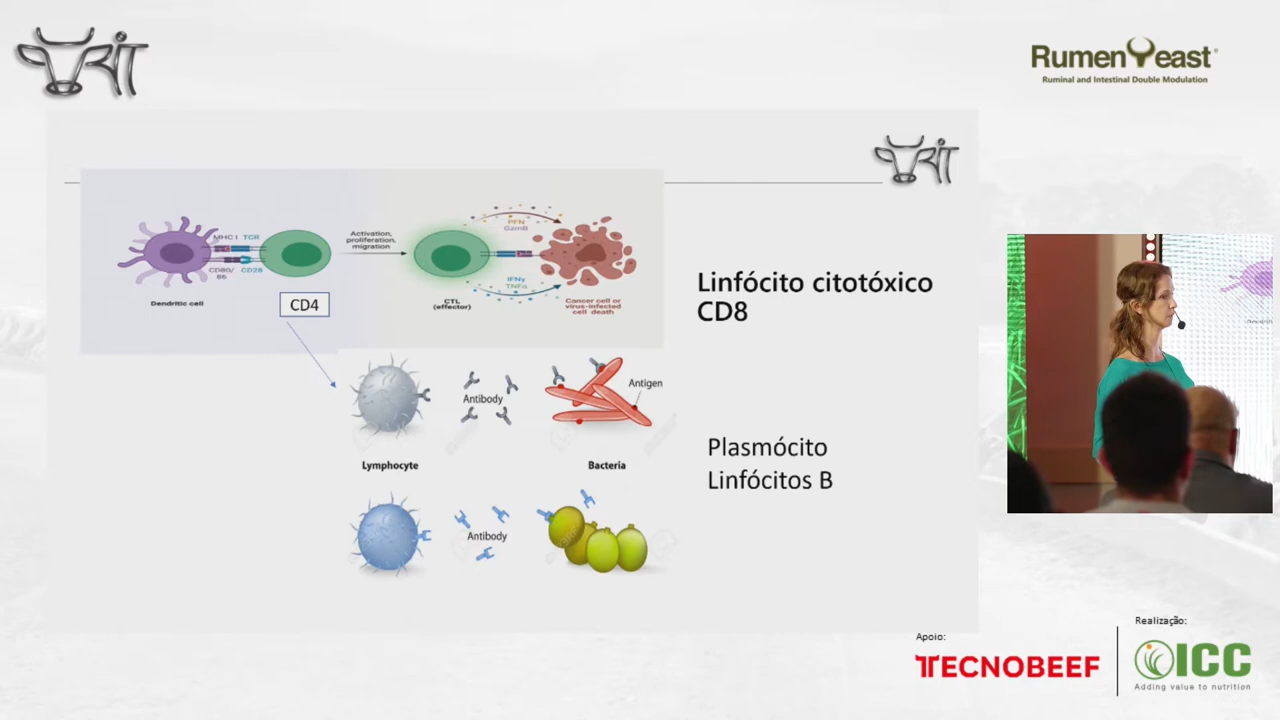 RIT
RumenYeast®
Ruminal and Intestinal Double Modulation
RIT
MHC I TCR
CD80/
86
CD28
Dendritic cell
CD4
Activation,
proliferation,
migration
CTL
(effector)
PFN
GzmB
IFNγ
TNFα
Cancer cell or
virus-infected
cell death
Linfócito citotóxico
CD8
Antibody
Antigen
Lymphocyte
Bacteria
Plasmócito
Linfócitos B
Antibody
Apoio:
TECNOBEEF
Realização:
ICC
Adding value to nutrition